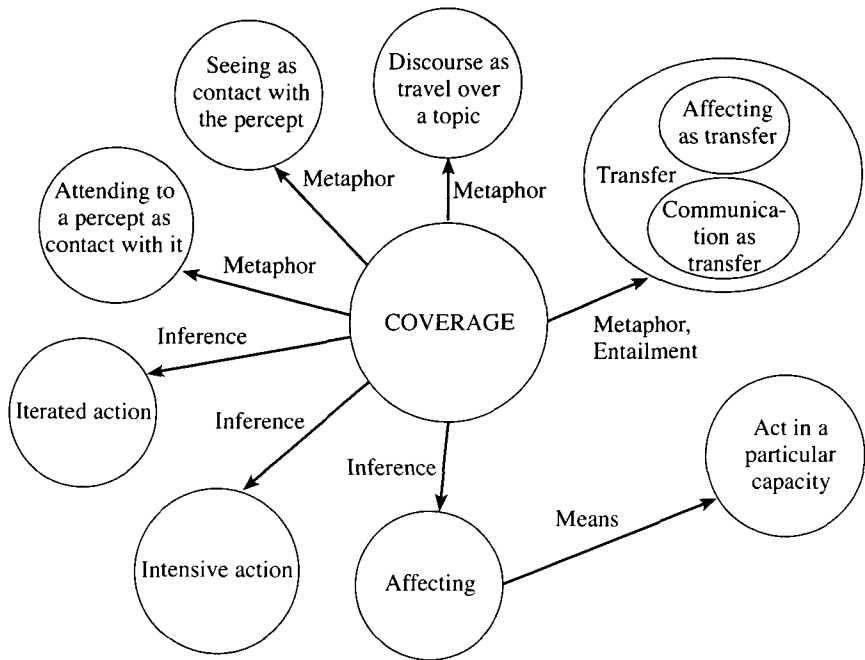 Seeing as
contact with
the percept
Discourse as
travel over
a topic
Affecting
as transfer
Transfer
Communica-
tion as
transfer
Attending to
a percept as
contact with it
Metaphor
Metaphor
Metaphor
COVERAGE
Metaphor,
Entailment
Inference
Iterated action
Inference
Inference
Act in a
particular
capacity
Means
Intensive action
Affecting